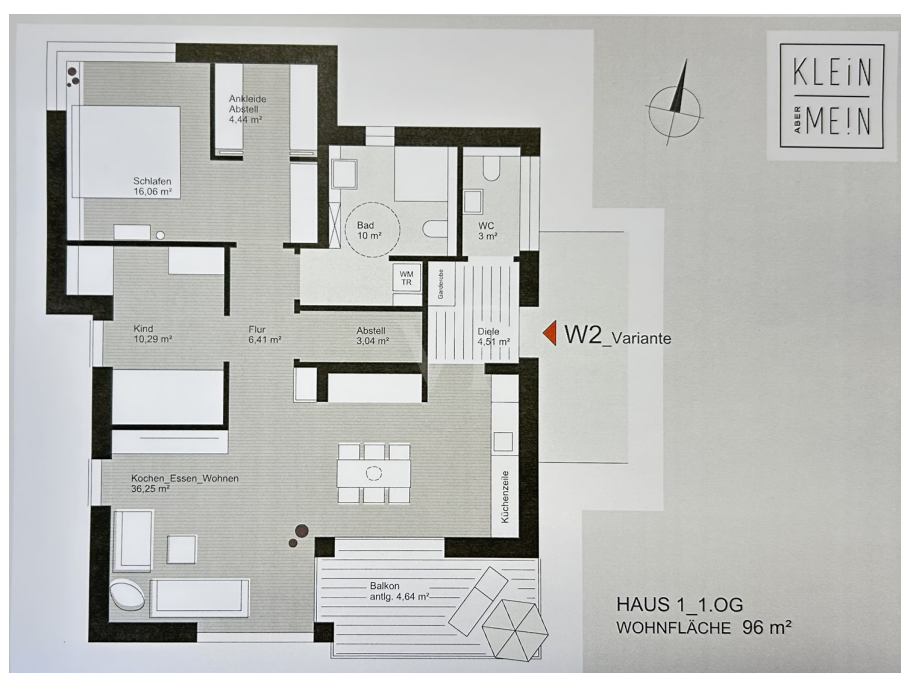 KLEiN
ABER
ME!N
Ankleide
Abstell
4,44 m²
Schlafen
16,06 m²
Bad
10 m²
WC
3 m²
WM
TR
Garderobe
Kind
10,29 m²
Flur
6,41 m²
Abstell
3,04 m²
Diele
4,51 m²
W2_Variante
Kochen_Essen_Wohnen
36,25 m²
Küchenzeile
Balkon
antlg. 4,64 m²
HAUS 1_1.OG
WOHNFLÄCHE 96 m²